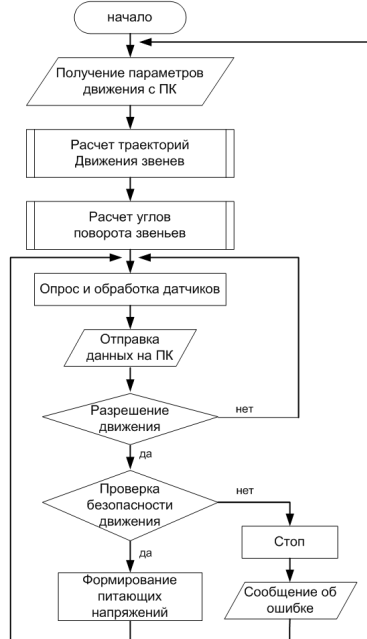 начало
Получение параметров
движения с ПК
Расчет траекторий
Движения звенев
Расчет углов
поворота звеньев
Опрос и обработка датчиков
Отправка
данных на ПК
Разрешение
движения
нет
да
Проверка
безопасности
движения
нет
да
Стоп
Формирование
питающих
напряжений
Сообщение об
ошибке